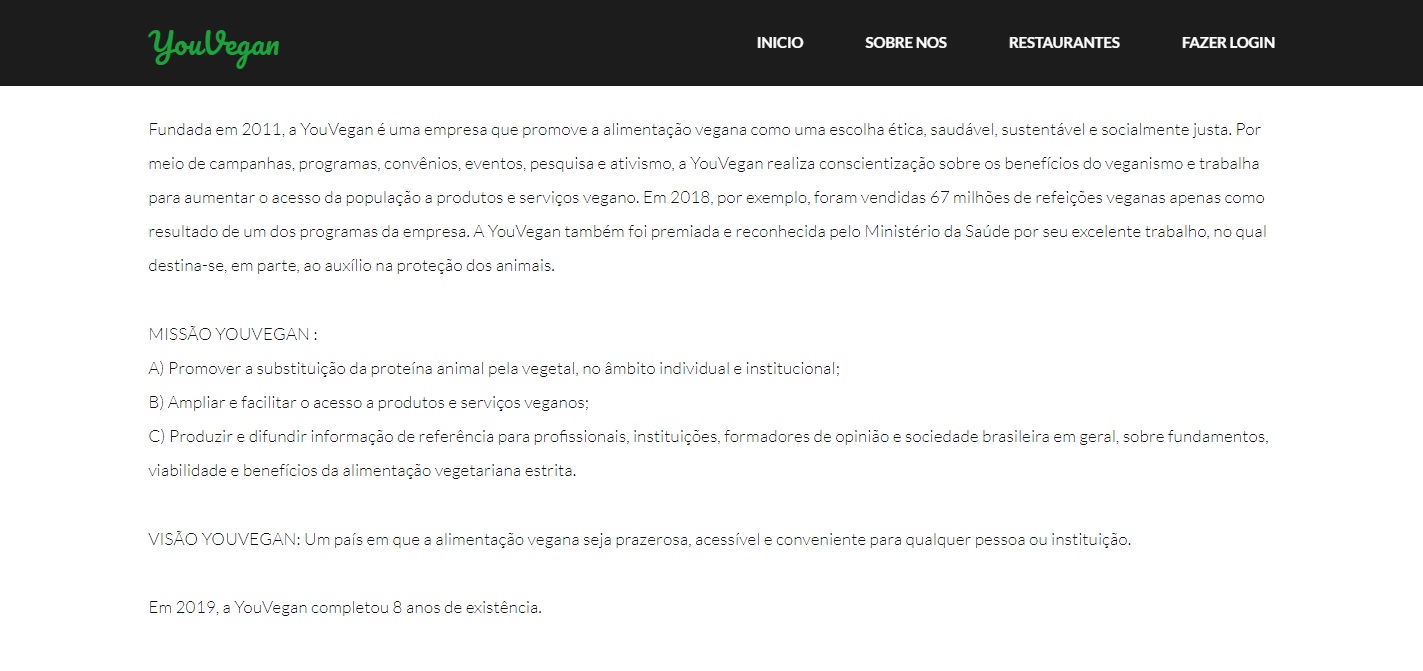 YouVegan
INICIO SOBRE NOS RESTAURANTES FAZER LOGIN
Fundada em 2011, a YouVegan é uma empresa que promove a alimentação vegana como uma escolha ética, saudável, sustentável e socialmente justa. Por
meio de campanhas, programas, convênios, eventos, pesquisa e ativismo, a YouVegan realiza conscientização sobre os benefícios do veganismo e trabalha
para aumentar o acesso da população a produtos e serviços vegano. Em 2018, por exemplo, foram vendidas 67 milhões de refeições veganas apenas como
resultado de um dos programas da empresa. A YouVegan também foi premiada e reconhecida pelo Ministério da Saúde por seu excelente trabalho, no qual
destina-se, em parte, ao auxílio na proteção dos animais.
MISSÃO YOUVEGAN :
A) Promover a substituição da proteína animal pela vegetal, no âmbito individual e institucional;
B) Ampliar e facilitar o acesso a produtos e serviços veganos;
C) Produzir e difundir informação de referência para profissionais, instituições, formadores de opinião e sociedade brasileira em geral, sobre fundamentos,
viabilidade e benefícios da alimentação vegetariana estrita.
VISÃO YOUVEGAN: Um país em que a alimentação vegana seja prazerosa, acessível e conveniente para qualquer pessoa ou instituição.
Em 2019, a YouVegan completou 8 anos de existência.